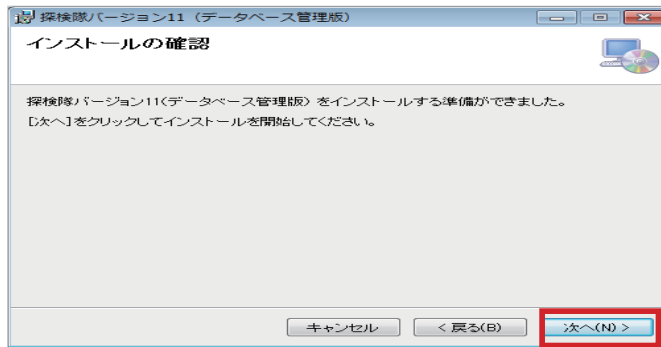 探検隊バージョン11（データベース管理版）
インストールの確認
探検隊バージョン11(データベース管理版) をインストールする準備ができました。
[次へ]をクリックしてインストールを開始してください。
キャンセル
< 戻る(B)
次へ(N) >